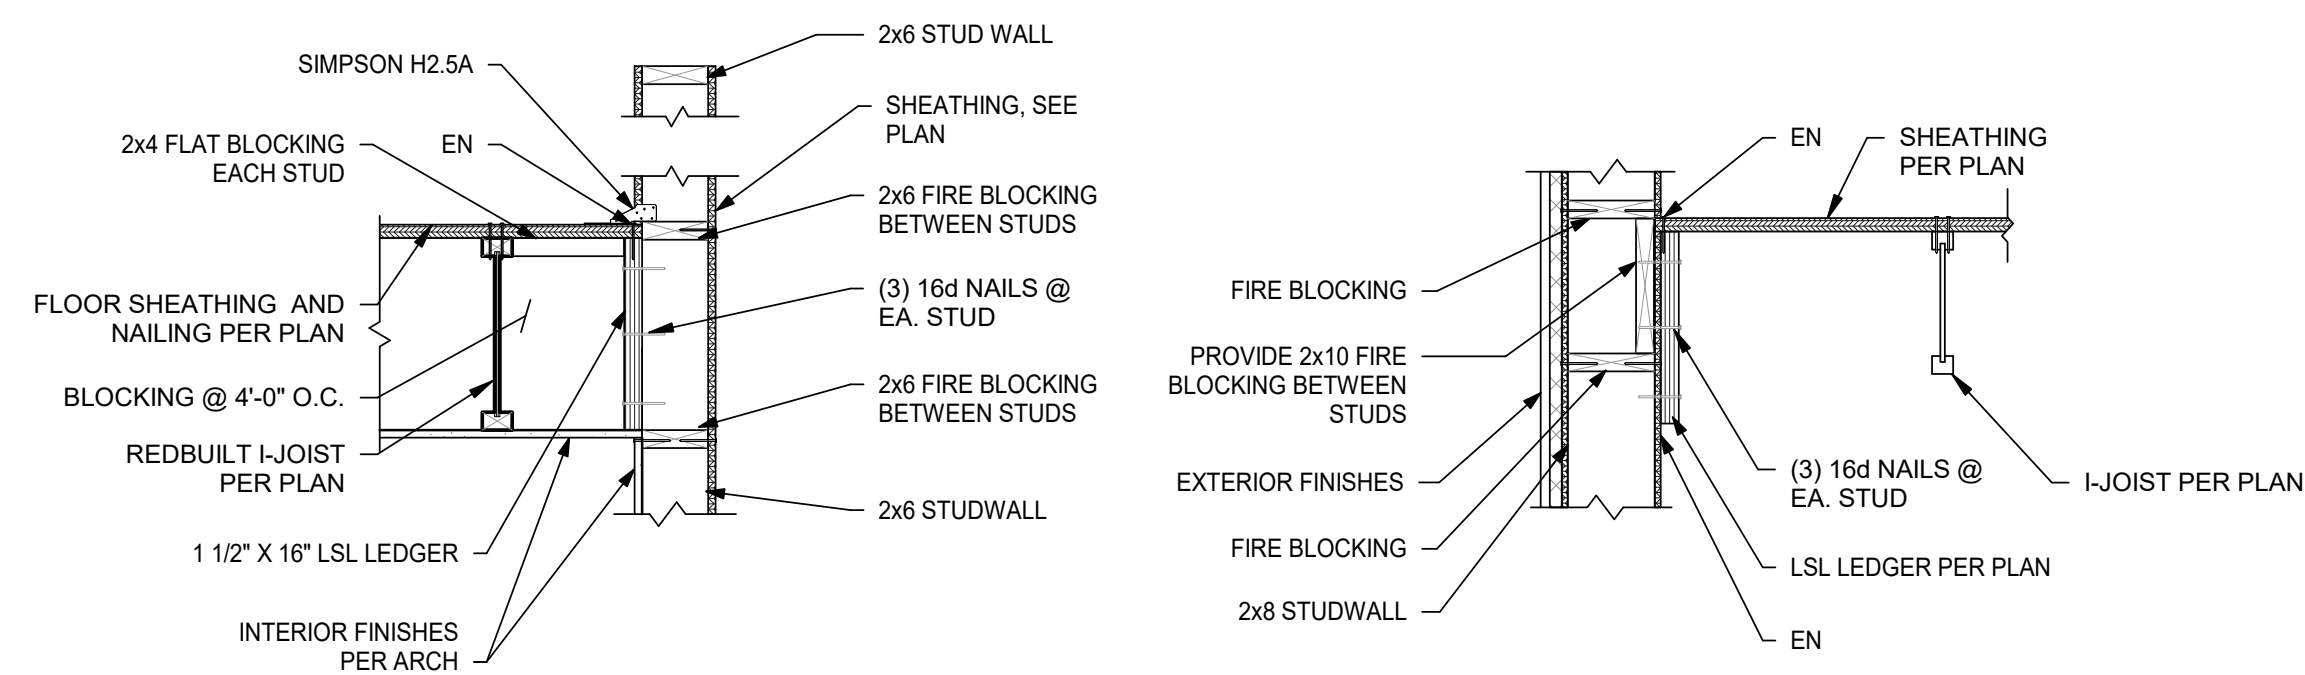 SIMPSON H2.5A
2x4 FLAT BLOCKING
EACH STUD
EN
FLOOR SHEATHING AND
NAILING PER PLAN
BLOCKING @ 4'-0" O.C.
REDBUILT I-JOIST
PER PLAN
1 1/2" X 16" LSL LEDGER
INTERIOR FINISHES
PER ARCH
2x6 STUD WALL
SHEATHING, SEE
PLAN
2x6 FIRE BLOCKING
BETWEEN STUDS
(3) 16d NAILS @
EA. STUD
2x6 FIRE BLOCKING
BETWEEN STUDS
2x6 STUDWALL
FIRE BLOCKING
PROVIDE 2x10 FIRE
BLOCKING BETWEEN
STUDS
EXTERIOR FINISHES
FIRE BLOCKING
2x8 STUDWALL
EN
SHEATHING
PER PLAN
(3) 16d NAILS @
EA. STUD
I-JOIST PER PLAN
LSL LEDGER PER PLAN
EN